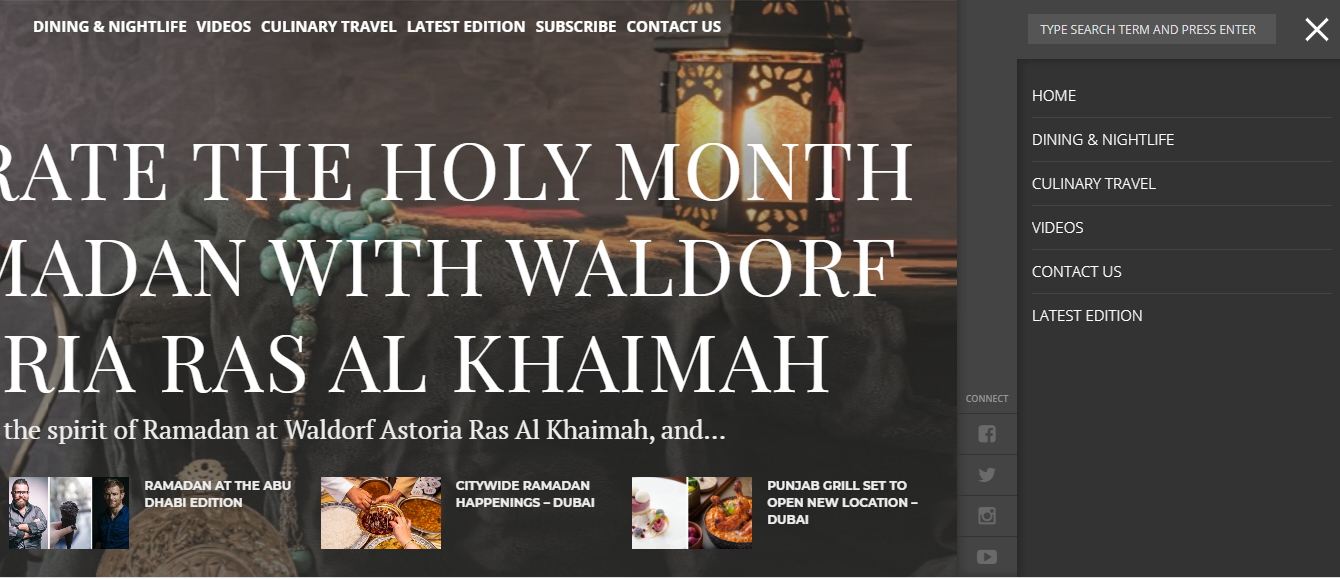 DINING & NIGHTLIFE VIDEOS CULINARY TRAVEL LATEST EDITION SUBSCRIBE CONTACT US
RATE THE HOLY MONTH
MADAN WITH WALDORF
RIA RAS AL KHAIMAH
the spirit of Ramadan at Waldorf Astoria Ras Al Khaimah, and...
RAMADAN AT THE ABU
DHABI EDITION
CITYWIDE RAMADAN
HAPPENINGS – DUBAI
PUNJAB GRILL SET TO
OPEN NEW LOCATION –
DUBAI
CONNECT
TYPE SEARCH TERM AND PRESS ENTER
HOME
DINING & NIGHTLIFE
CULINARY TRAVEL
VIDEOS
CONTACT US
LATEST EDITION